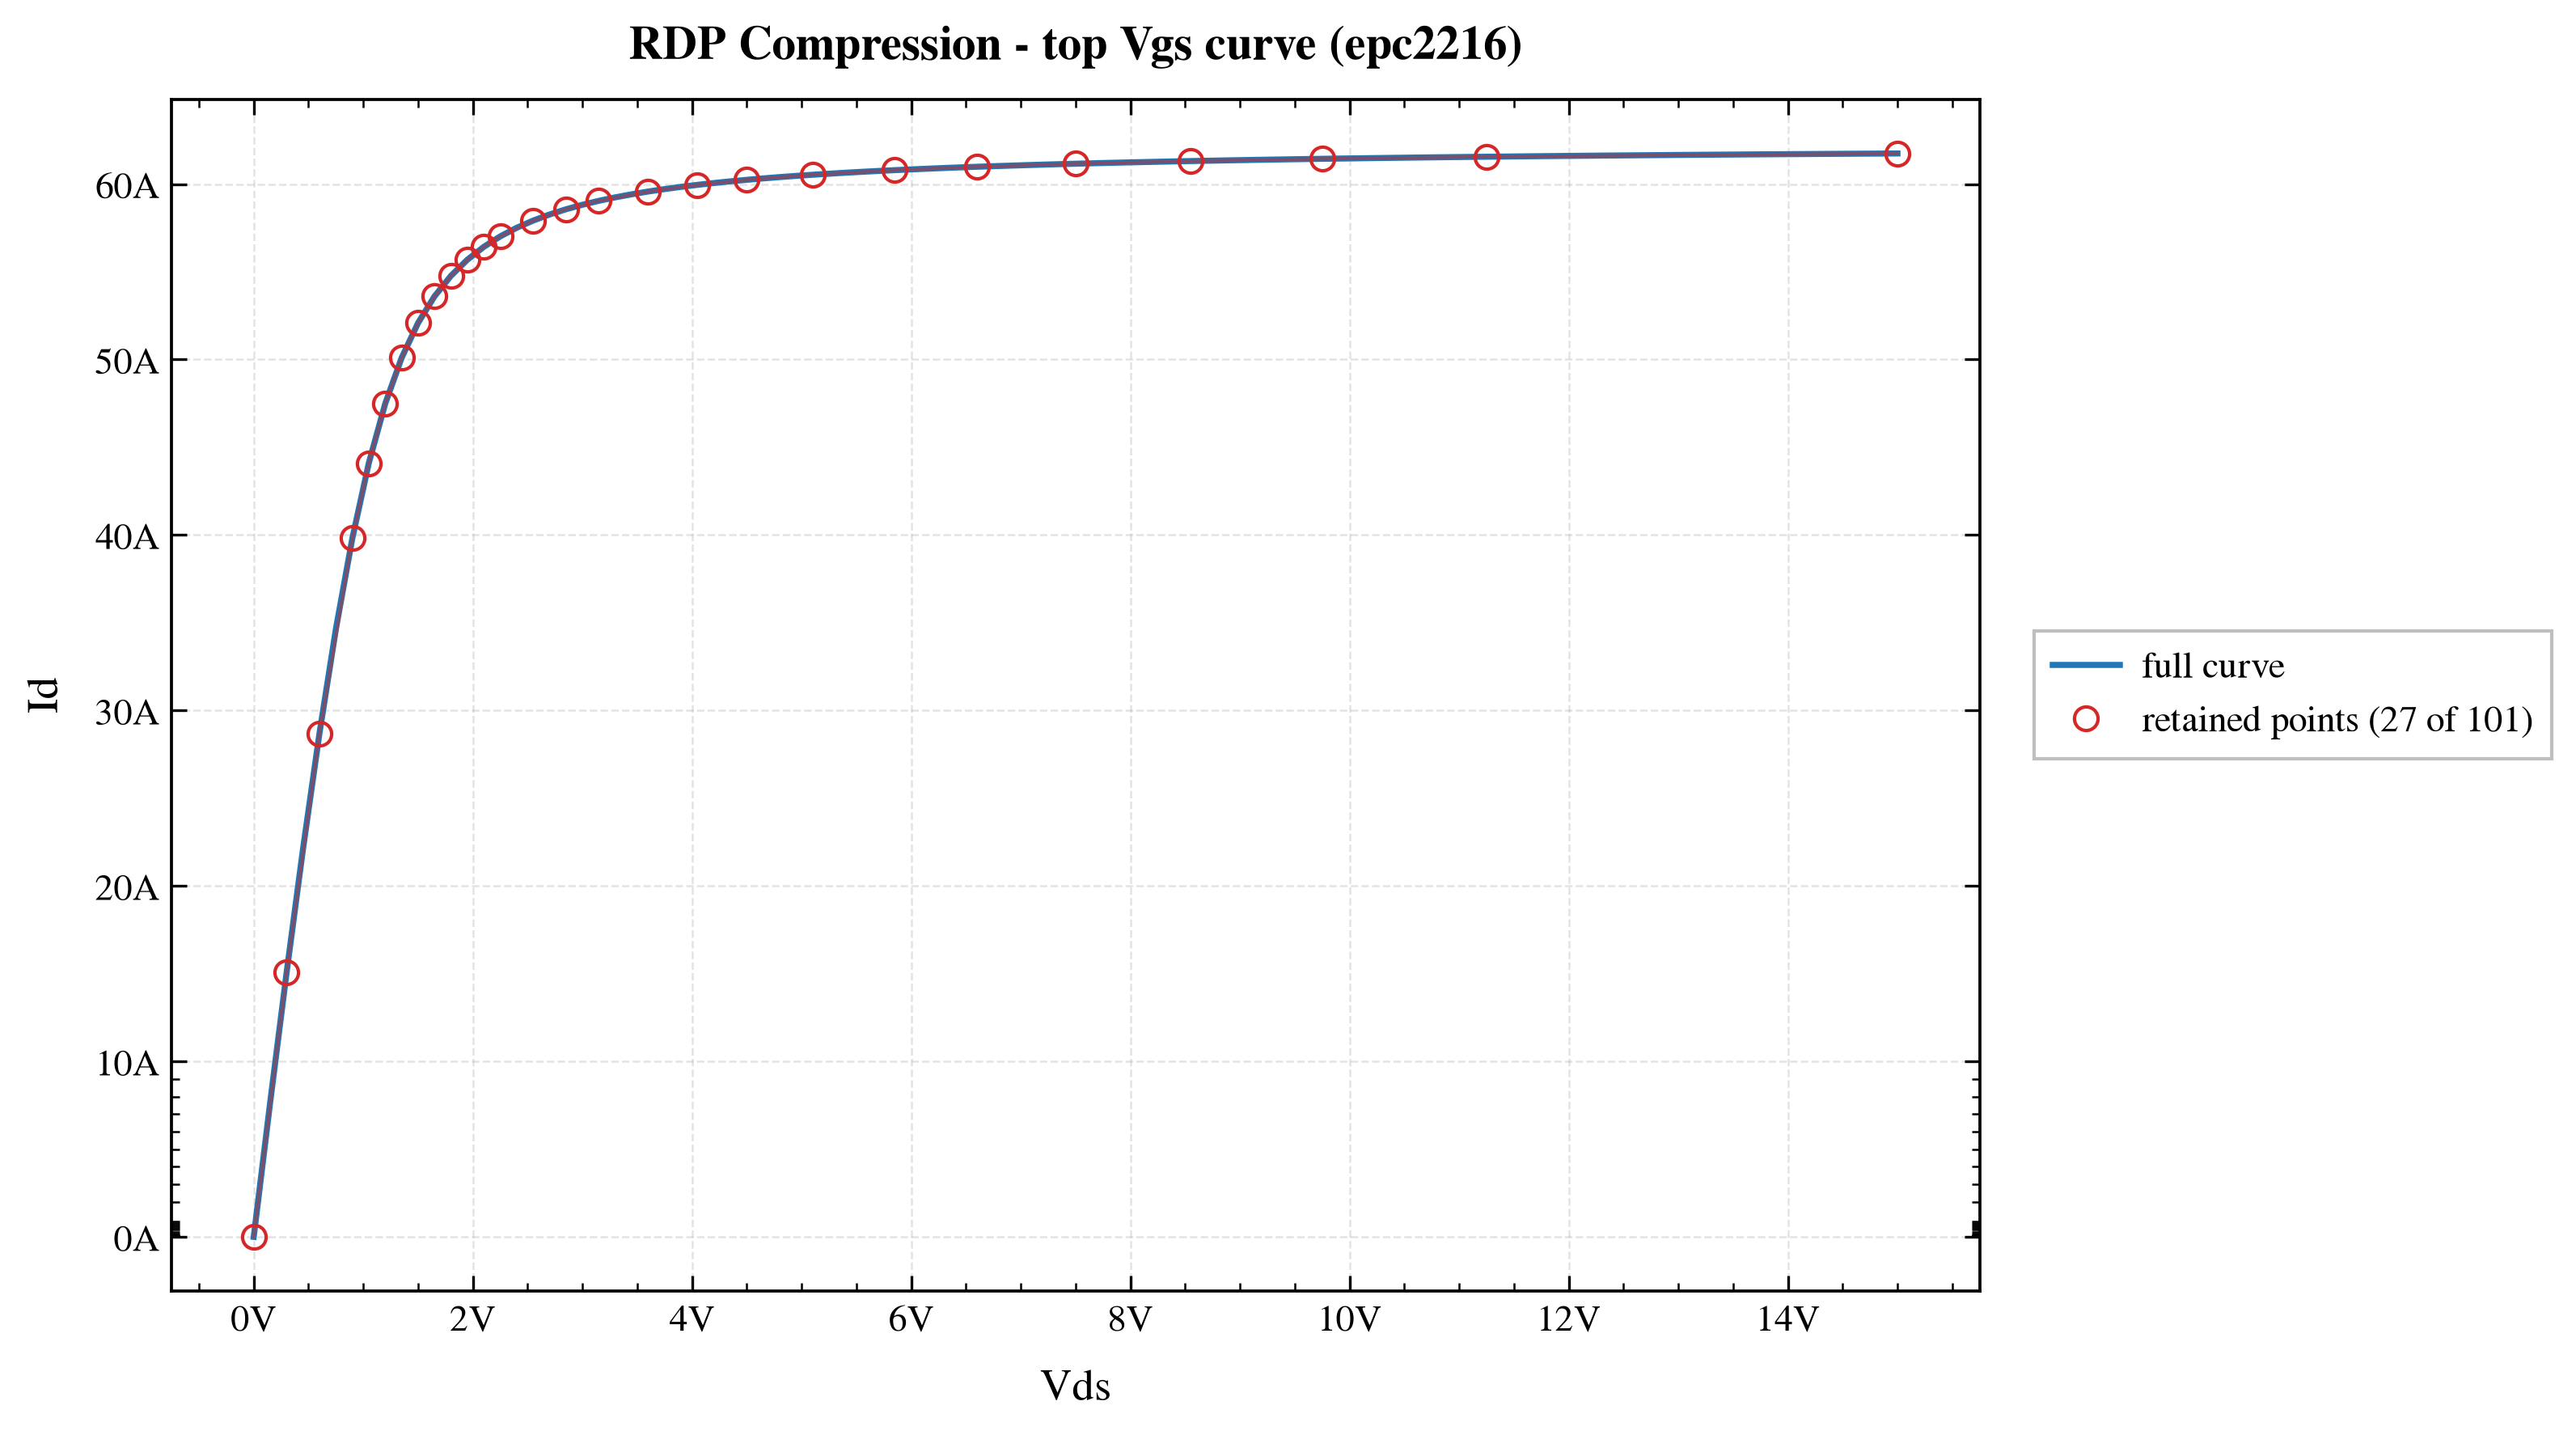 RDP Compression - top Vgs curve (epc2216)
60A
50A
40A
30A
20A
10A
0A
Id
0V 2V 4V 6V 8V 10V 12V 14V
Vds
full curve
retained points (27 of 101)